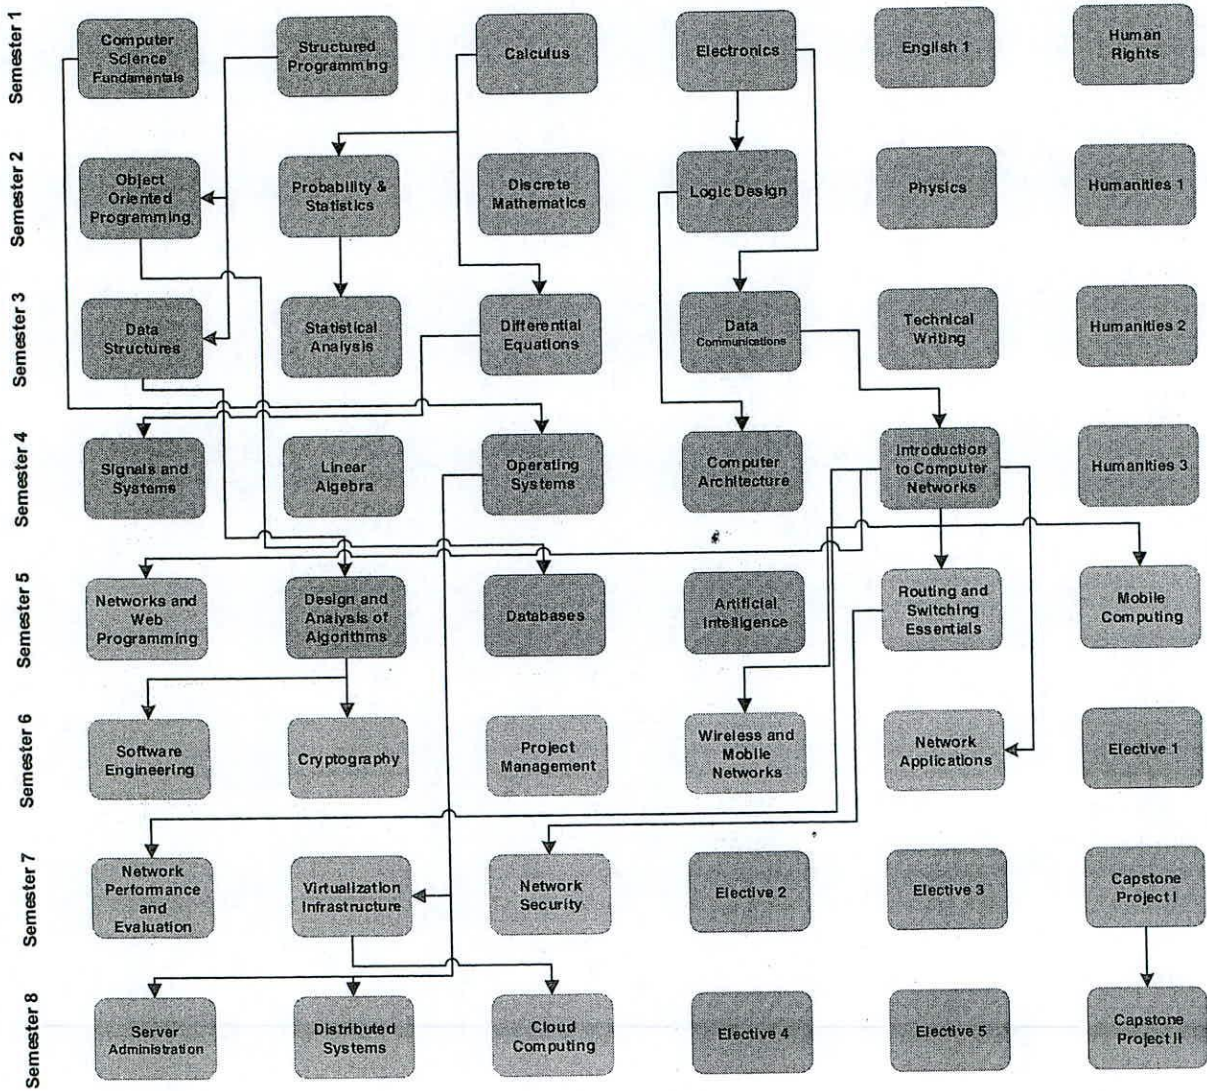 Semester 1
Computer
Science
Fundamentals
Structured
Programming
Calculus
Electronics
English 1
Human
Rights
Semester 2
Object
Oriented
Programming
Probability &
Statistics
Discrete
Mathematics
Logic Design
Physics
Humanities 1
Semester 3
Data
Structures
Statistical
Analysis
Differential
Equations
Data
Communications
Technical
Writing
Humanities 2
Semester 4
Signals and
Systems
Linear
Algebra
Operating
Systems
Computer
Architecture
Introduction
to Computer
Networks
Humanities 3
Semester 5
Networks and
Web
Programming
Design and
Analysis of
Algorithms
Databases
Artificial
Intelligence
Routing and
Switching
Essentials
Mobile
Computing
Semester 6
Software
Engineering
Cryptography
Project
Management
Wireless and
Mobile
Networks
Network
Applications
Elective 1
Semester 7
Network
Performance
and
Evaluation
Virtualization
Infrastructure
Network
Security
Elective 2
Elective 3
Capstone
Project I
Semester 8
Server
Administration
Distributed
Systems
Cloud
Computing
Elective 4
Elective 5
Capstone
Project II